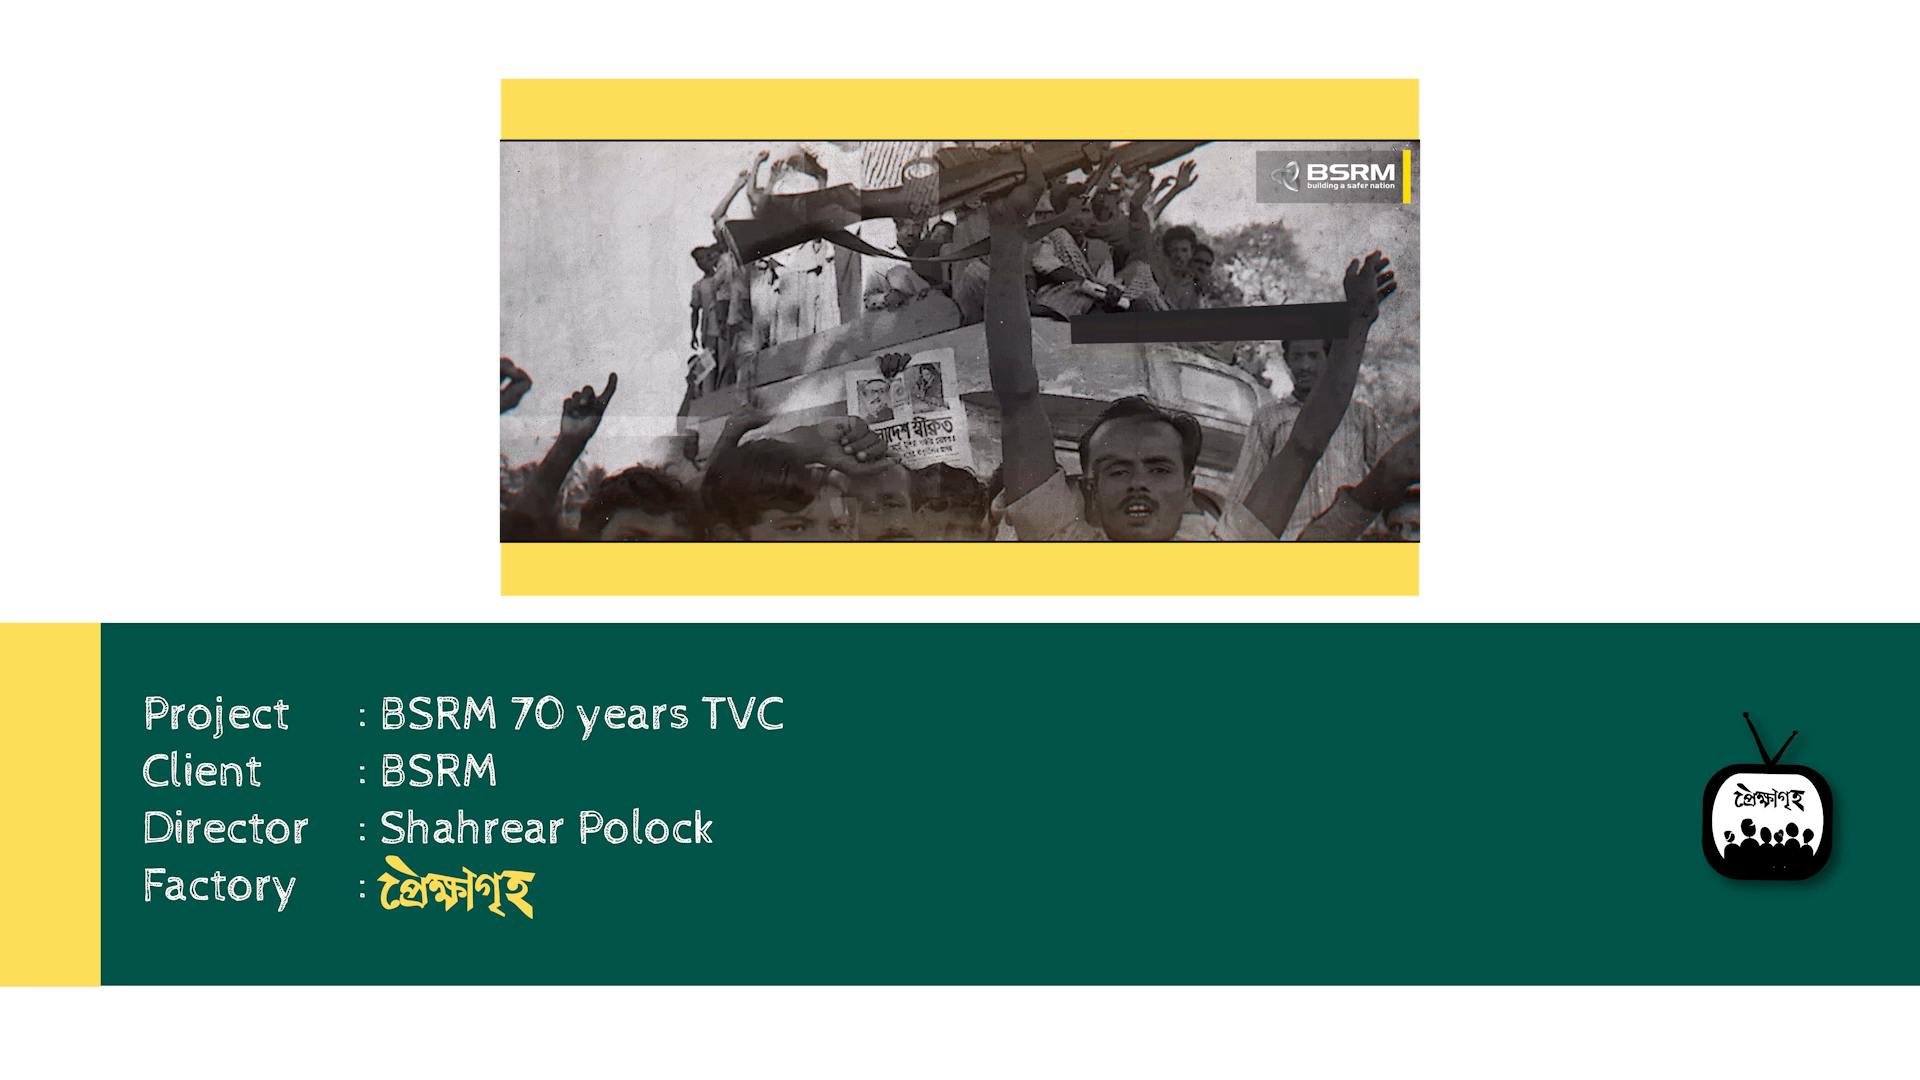 BSRM
building a safer nation
দেশ স্বীকৃত
Project : BSRM 70 years TVC
Client : BSRM
Director : Shahrear Polock
Factory : প্রেক্ষাগৃহ
প্রেক্ষাগৃহ